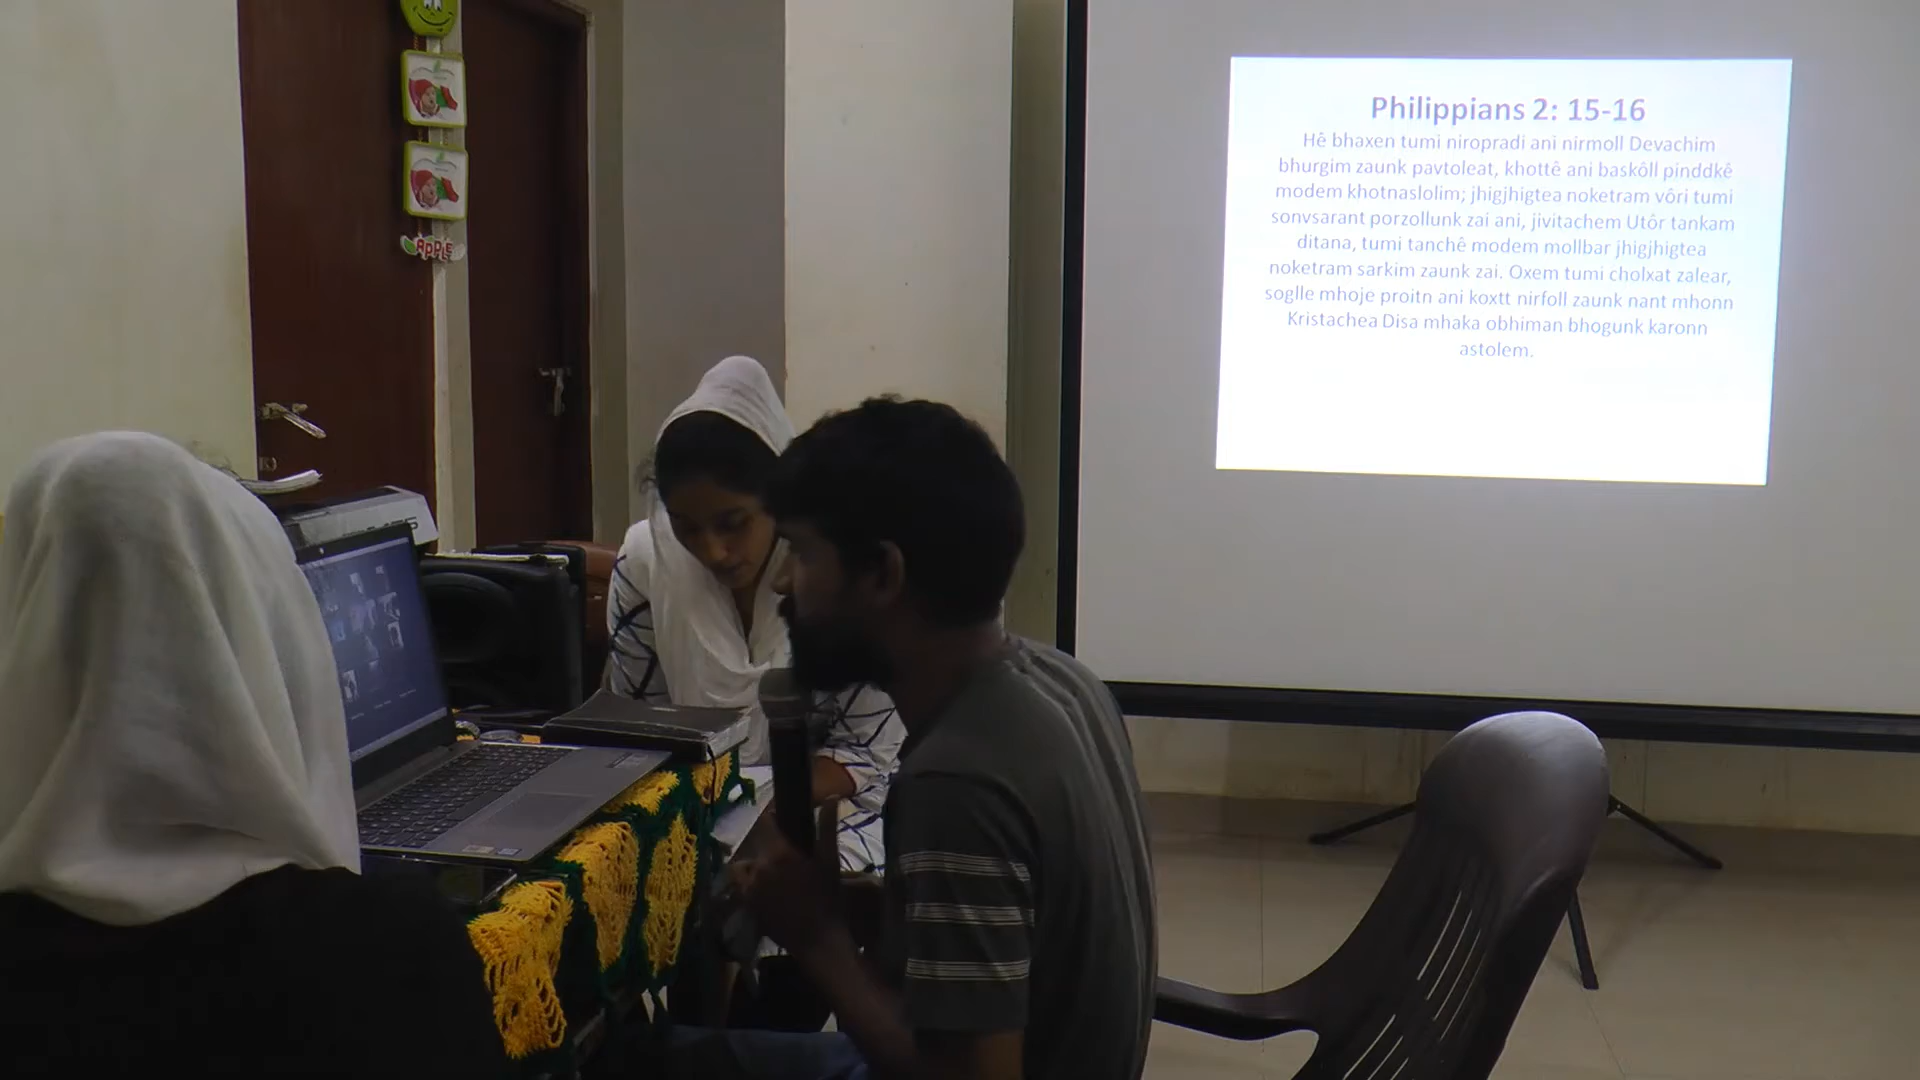 APPLE
Philippians 2: 15-16
Hê bhaxen tumi niropradi ani nirmoll Devachim
bhurgim zaunk pavtoleat, khottê ani baskôll pinddkê
modem khotnaslolim; jhigjhigtea noketram vôri tumi
sonvsarant porzollunk zai ani, jivitachem Utôr tankam
ditana, tumi tanchê modem mollbar jhigjhigtea
noketram sarkim zaunk zai. Oxem tumi cholxat zalear,
soglle mhoje proitn ani koxtt nirfoll zaunk nant mhonn
Kristachea Disa mhaka obhiman bhogunk karonn
astolem.